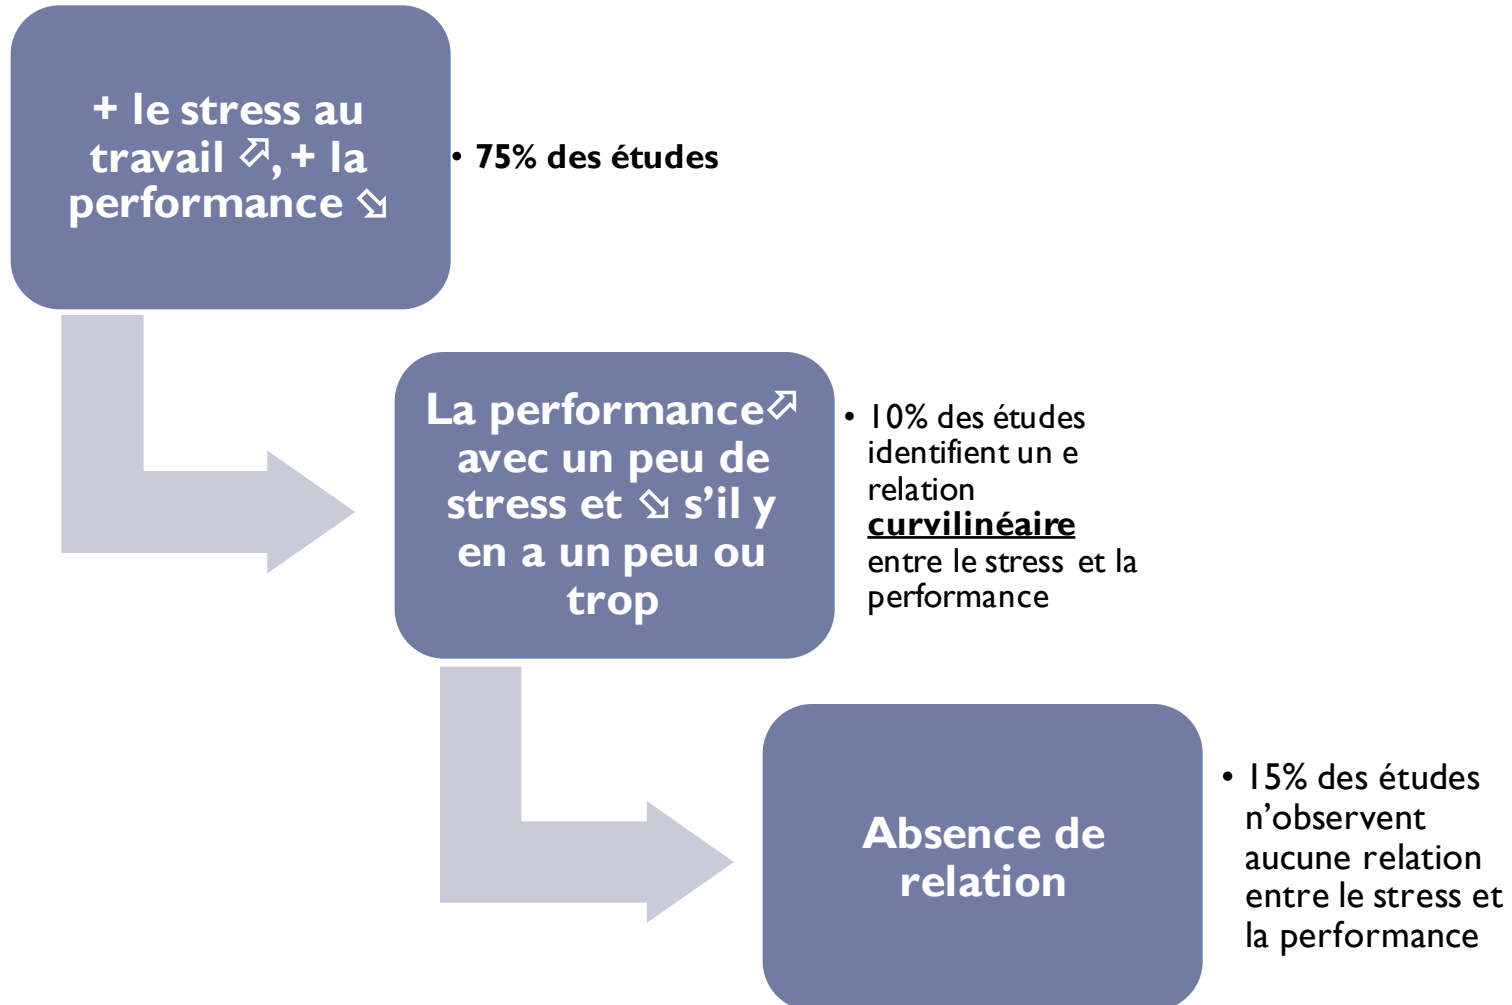 + le stress au
travail ⬀, + la
performance ⬂
• 75% des études
La performance⬀
avec un peu de
stress et ⬂ s’il y
en a un peu ou
trop
• 10% des études
identifient un e
relation
curvilinéaire
entre le stress et la
performance
Absence de
relation
• 15% des études
n’observent
aucune relation
entre le stress et
la performance